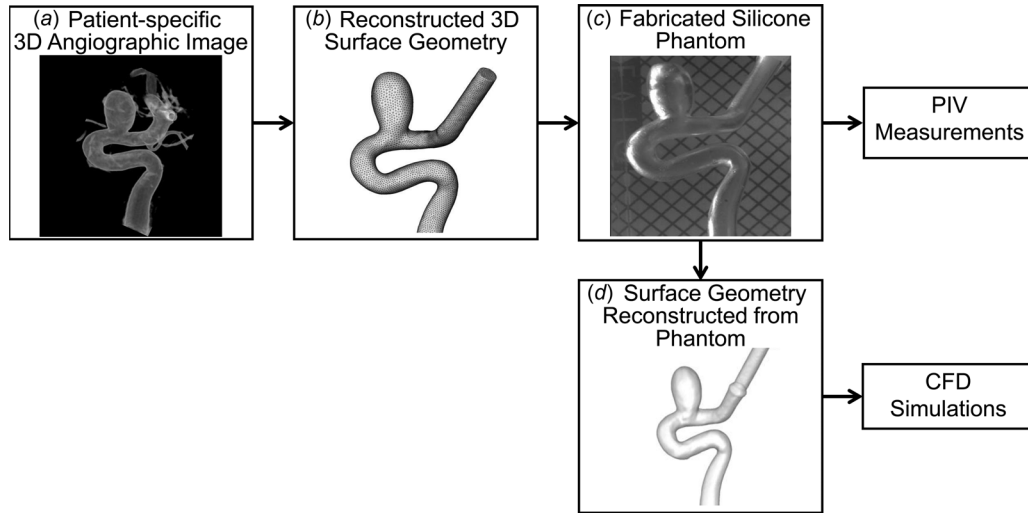 (a) Patient-specific
3D Angiographic Image
(b) Reconstructed 3D
Surface Geometry
(c) Fabricated Silicone
Phantom
PIV
Measurements
(d) Surface Geometry
Reconstructed from
Phantom
CFD
Simulations